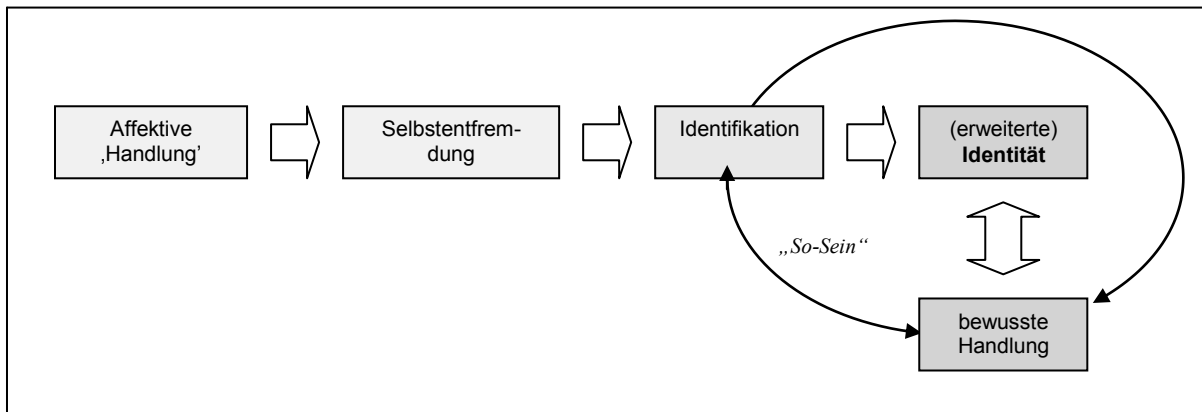 Affektive
‚Handlung’
Selbstentfrem-
dung
Identifikation
(erweiterte)
Identität
„So-Sein“
bewusste
Handlung